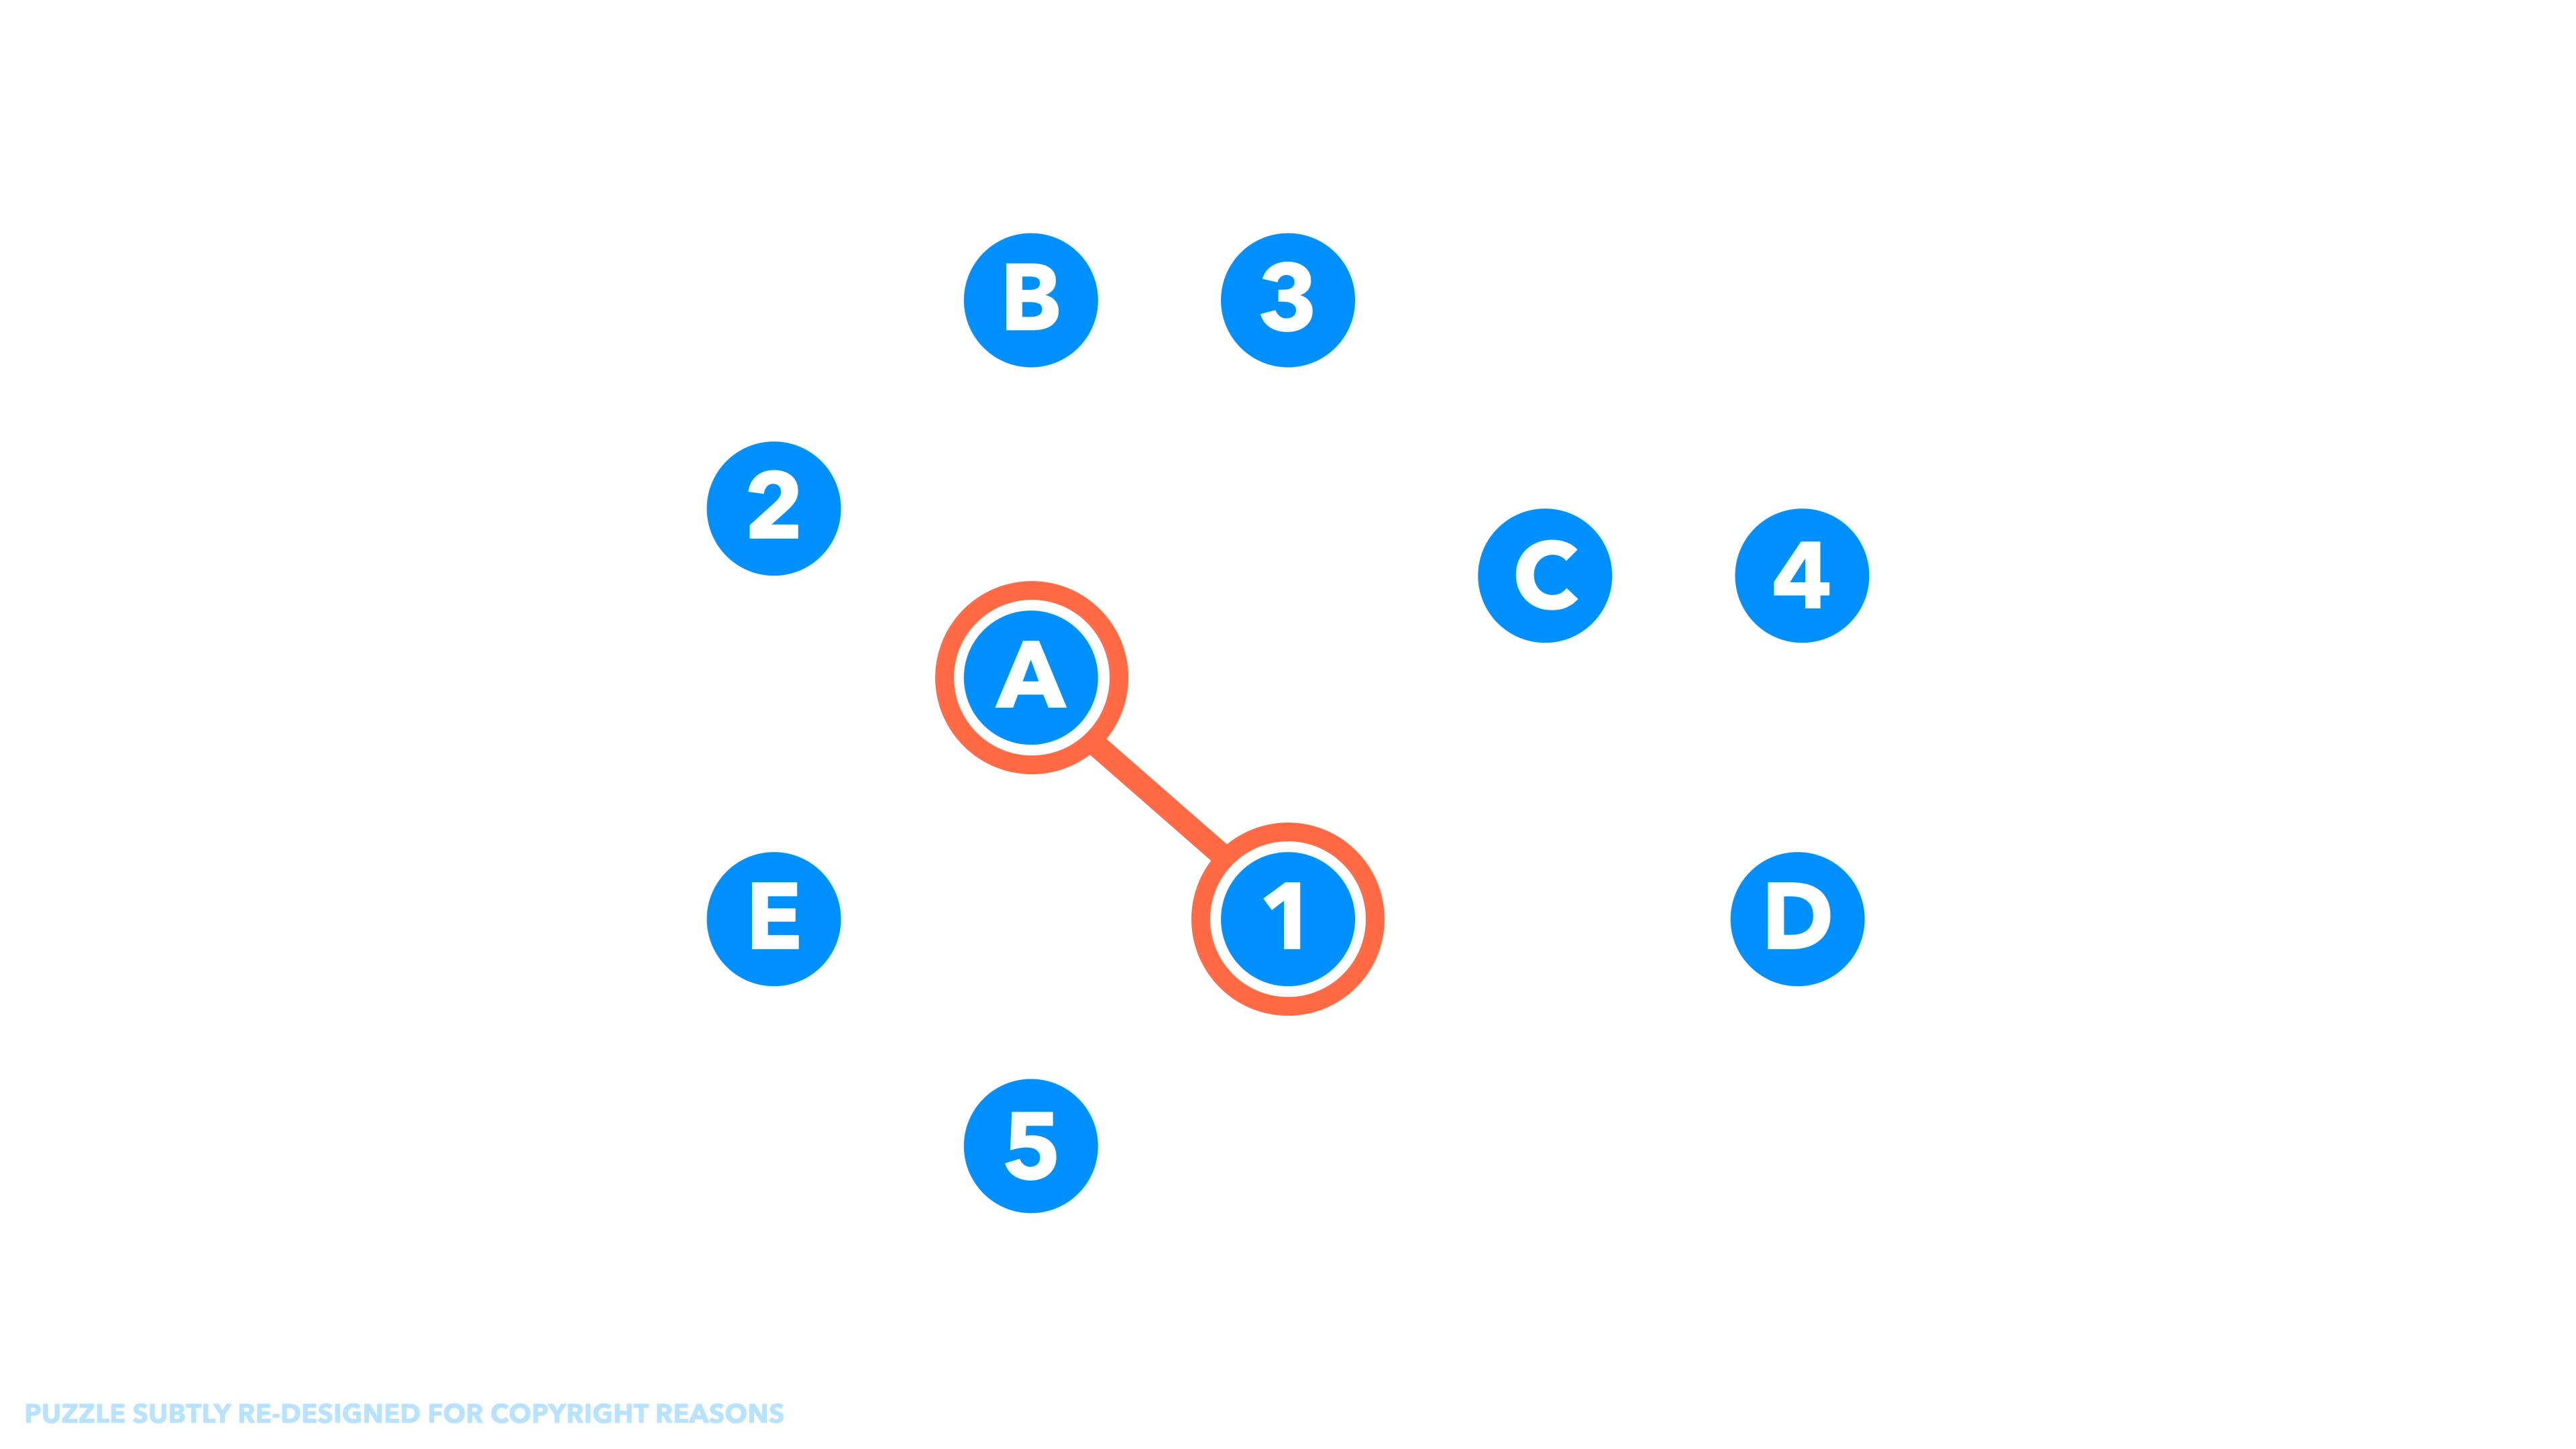 B 3
2
C 4
A
E 1 D
5
PUZZLE SUBTLY RE-DESIGNED FOR COPYRIGHT REASONS